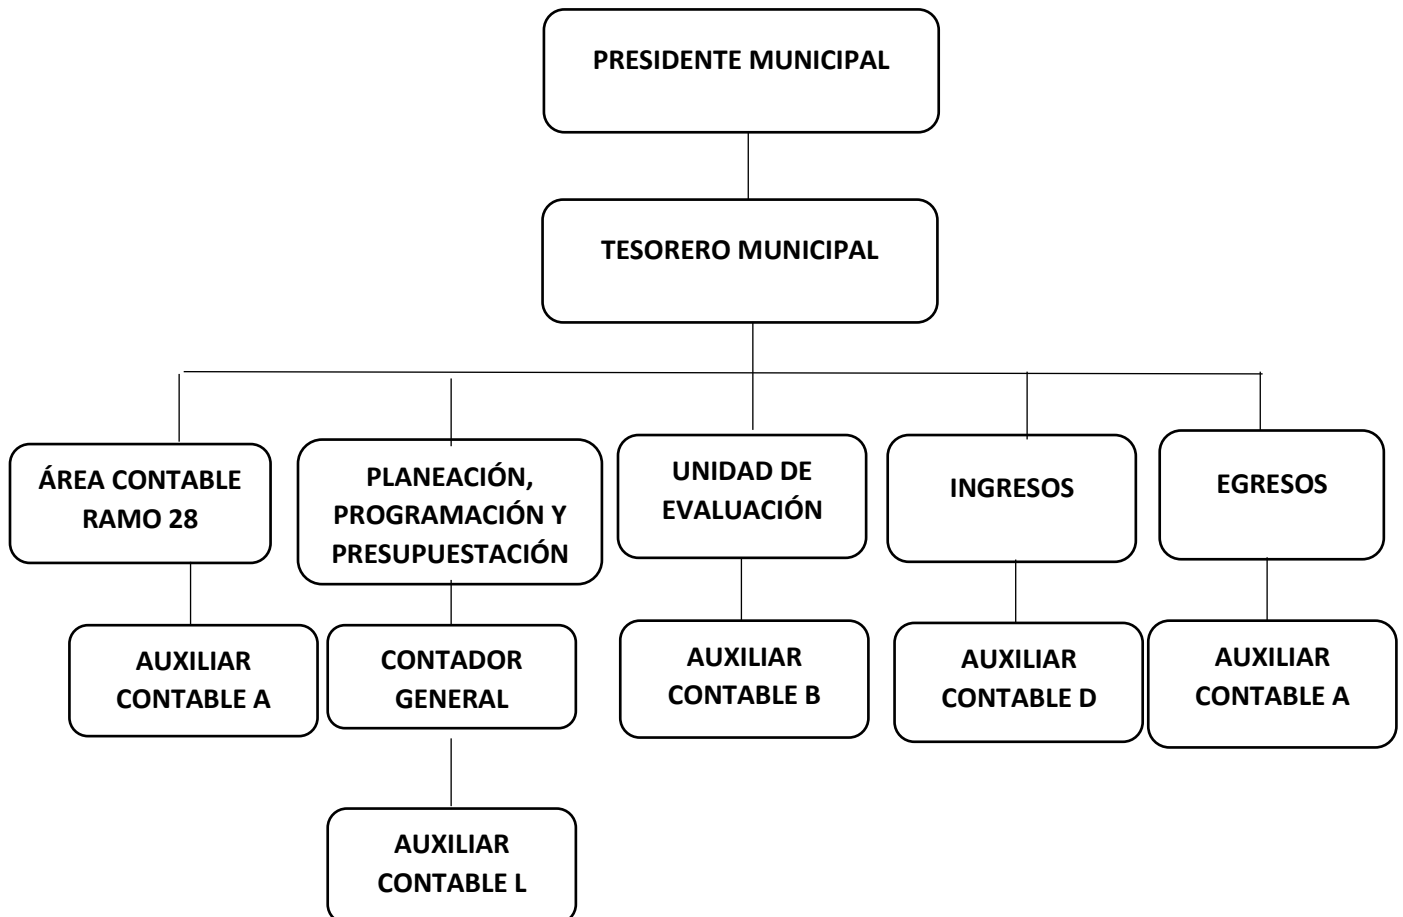 PRESIDENTE MUNICIPAL
TESORERO MUNICIPAL
ÁREA CONTABLE
RAMO 28
PLANEACIÓN,
PROGRAMACIÓN Y
PRESUPUESTACIÓN
UNIDAD DE
EVALUACIÓN
INGRESOS
EGRESOS
AUXILIAR
CONTABLE A
CONTADOR
GENERAL
AUXILIAR
CONTABLE B
AUXILIAR
CONTABLE D
AUXILIAR
CONTABLE A
AUXILIAR
CONTABLE L